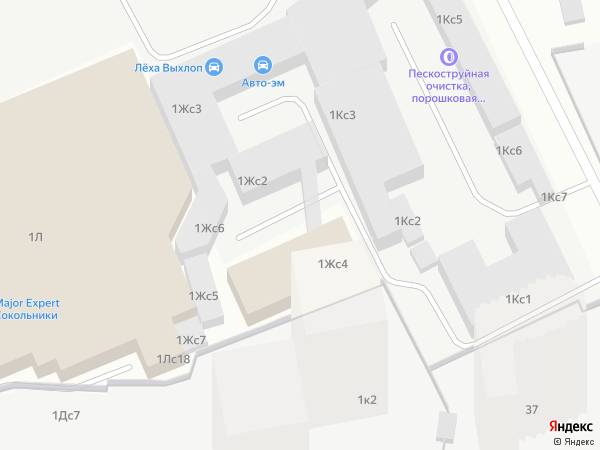 1Кс5
Лёха Выхлоп
Авто-эм
Пескоструйная
очистка,
порошковая...
1Жс3
1Кс3
1Кс6
1Жс2
1Кс7
1Жс6
1Кс2
1Л
1Жс4
1Жс5
1Кс1
Major Expert
Сокольники
1Жс7
1Лс18
1Дс7
1к2
37
Яндекс
© Яндекс